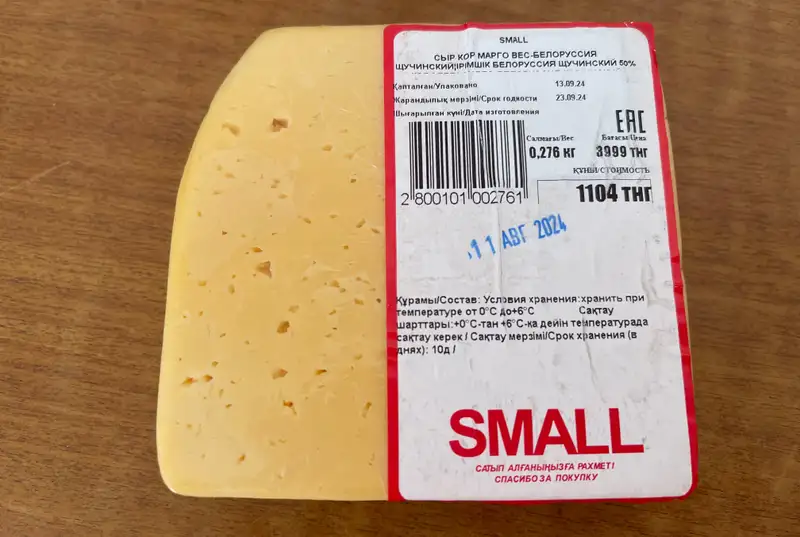 SMALL
СЫР КОР МАРГО ВЕС-БЕЛОРУССИЯ
ЩУЧИНСКИЙ|ІРІМШІК БЕЛОРУССИЯ ЩУЧИНСКИЙ 50%
Қапталған/Упаковано 13.09.24
Жарандылық мерзімі/Срок годности 23.09.24
Шығарылған күні/Дата изготовления
EAC
Салмағы/Вес Бағасы/Цена
0,276 кг 3999 тнг
ҚҰНЫ/СТОИМОСТЬ
1104 тнг
2 800101 002761
11 АВГ 2024
Құрамы/Состав: Условия хранения:хранить при
температуре от 0°С до+6°С Сақтау
шарттары:+0°С-тан +6°С-ка дейін температурада
сақтау керек / Сақтау мерзімі/Срок хранения (в
днях): 10д /
SMALL
САТЫП АЛҒАНЫҢЫЗҒА РАХМЕТ!
СПАСИБО ЗА ПОКУПКУ